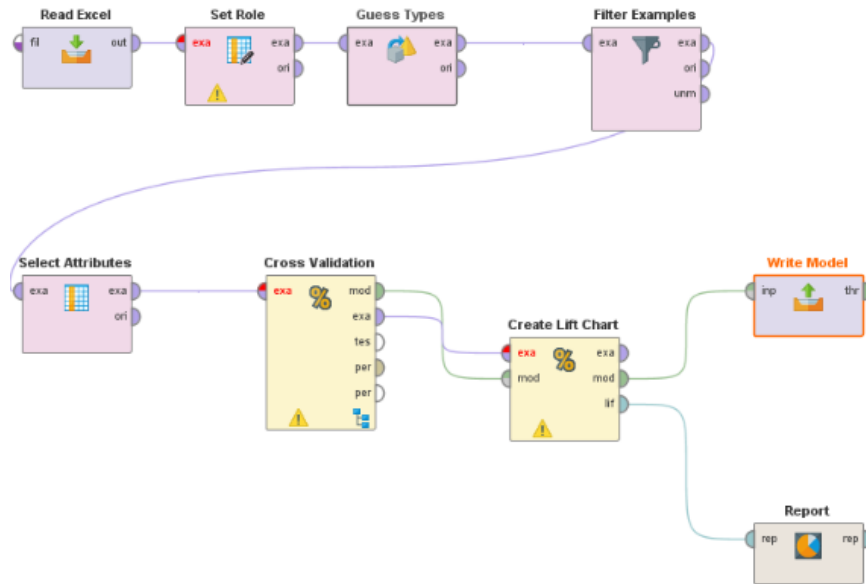 Read Excel
fil
out
Set Role
exa
exa
ori
Guess Types
exa
exa
ori
Filter Examples
exa
exa
ori
unm
Select Attributes
exa
exa
ori
Cross Validation
exa
mod
exa
tes
per
per
Create Lift Chart
exa
exa
mod
mod
lif
Write Model
inp
thr
Report
rep
rep